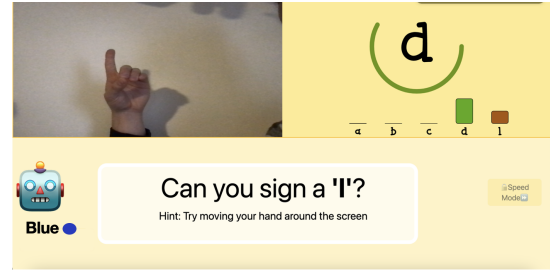 d
a b c d l
Can you sign a 'l'?
Hint: Try moving your hand around the screen
Speed
Mode
Blue